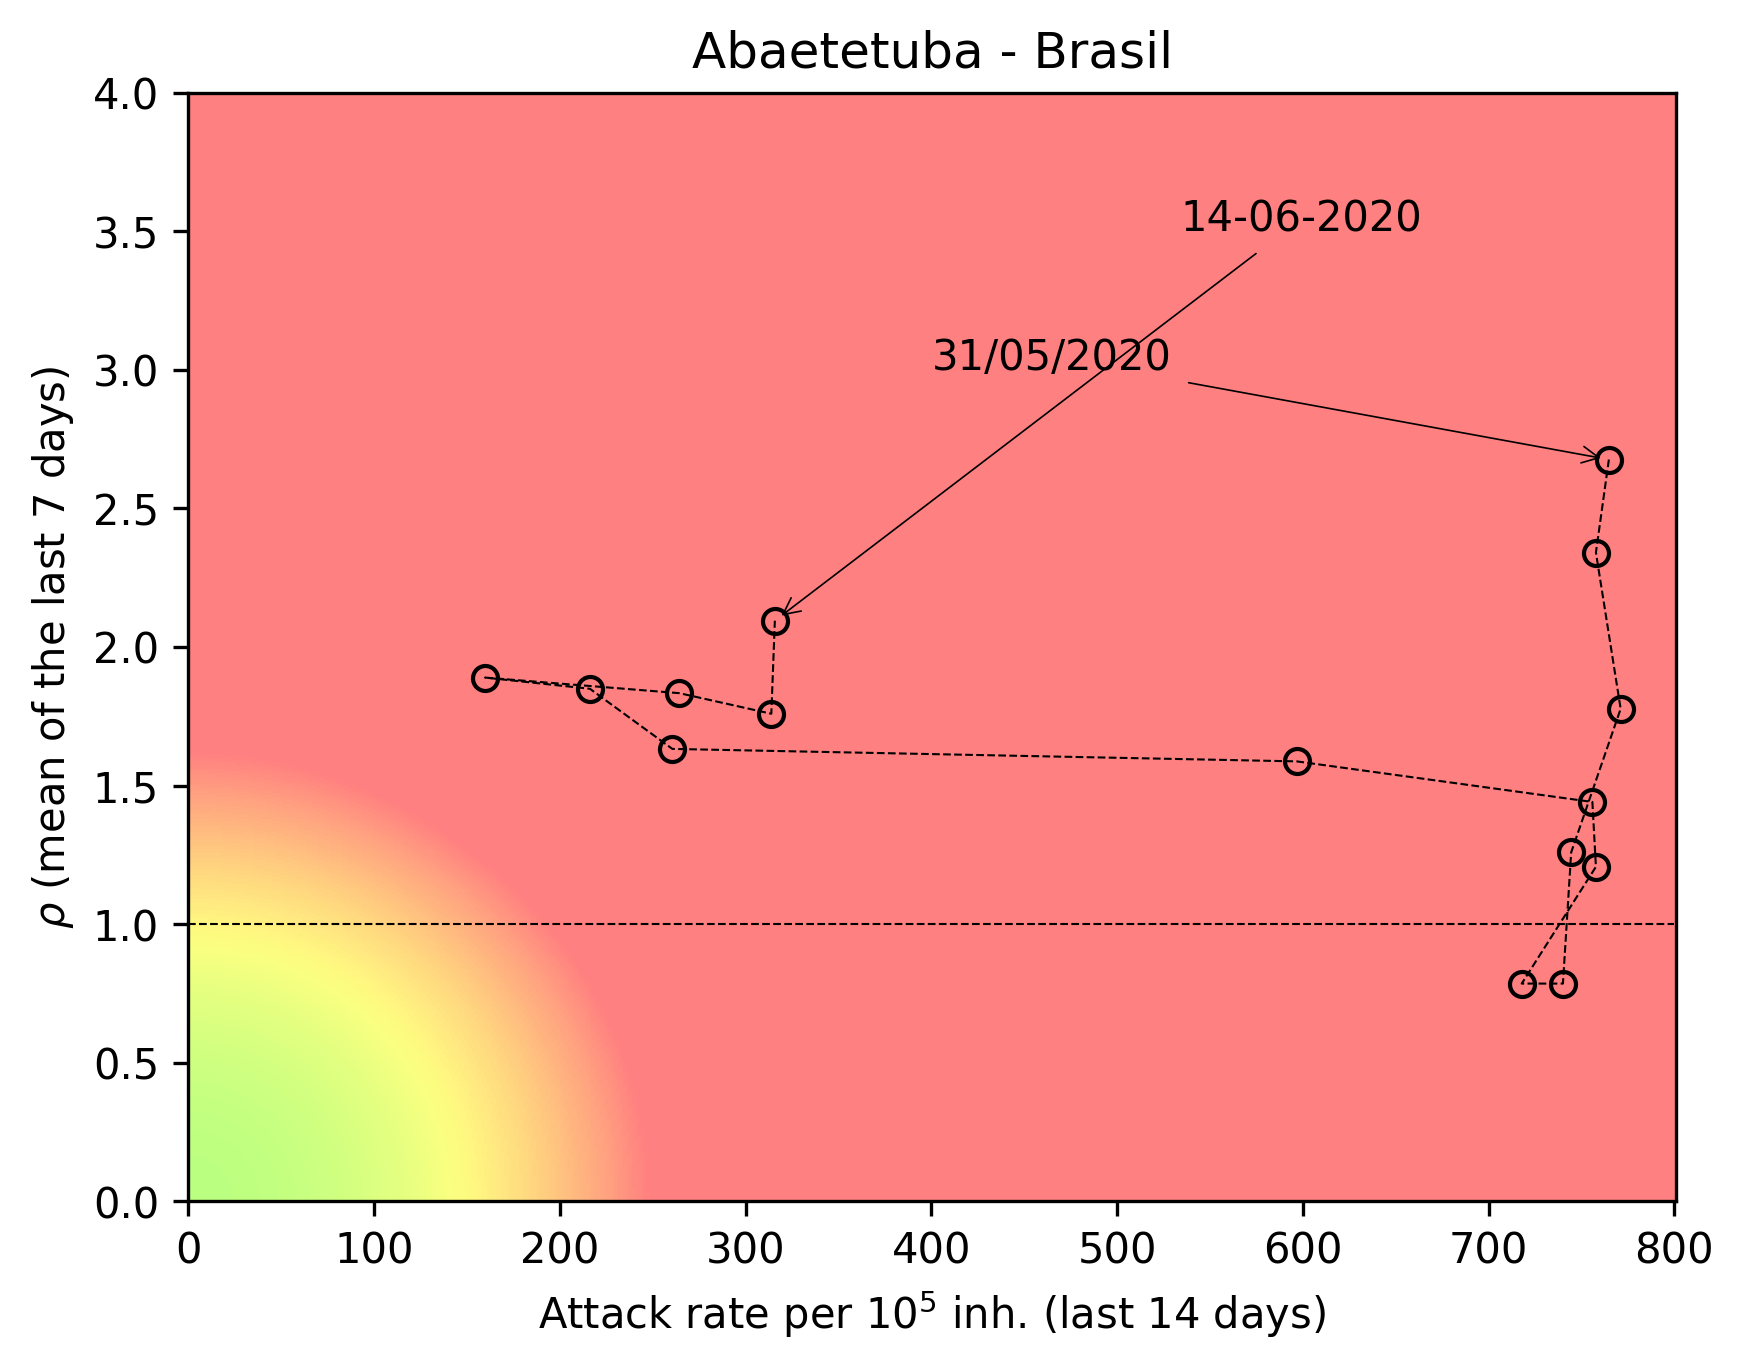 Abaetetuba - Brasil
4.0
3.5
3.0
2.5
2.0
1.5
1.0
0.5
0.0
ρ (mean of the last 7 days)
14-06-2020
31/05/2020
0 100 200 300 400 500 600 700 800
Attack rate per 10⁵ inh. (last 14 days)